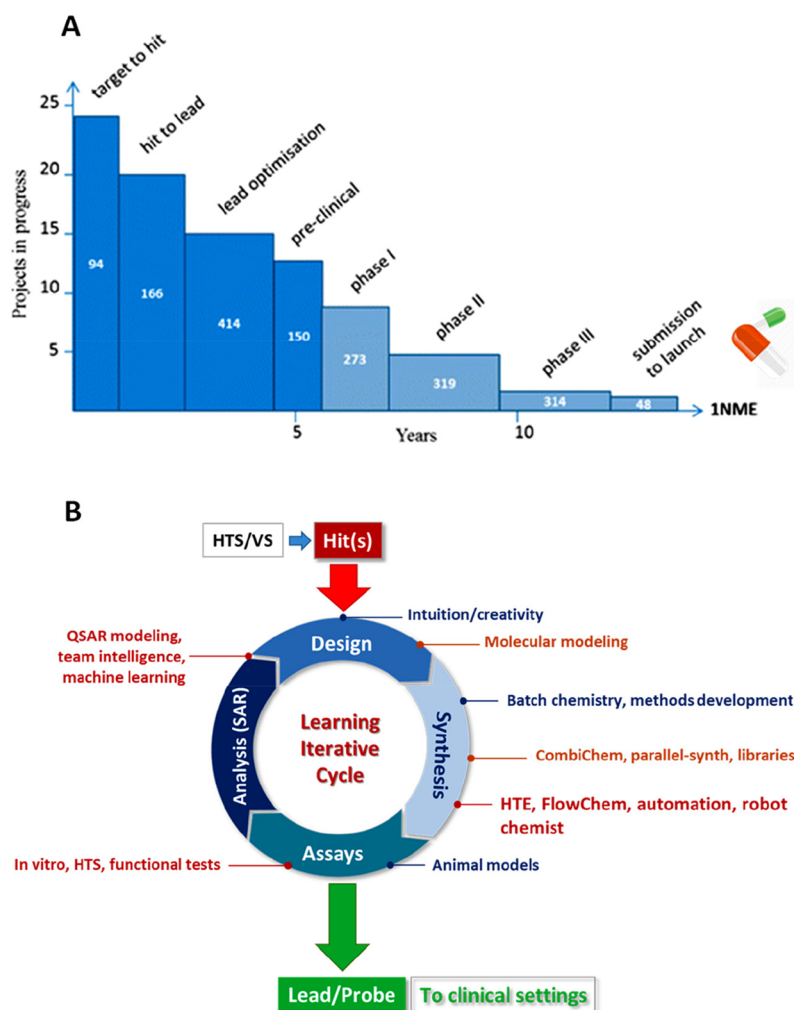 A
target to hit
hit to lead
lead optimisation
pre-clinical
phase I
phase II
phase III
submission
to launch
Projects in progress
25
20
15
10
5
94
166
414
150
273
319
314
48
1NME
5
10
Years
B
HTS/VS
Hit(s)
Intuition/creativity
Design
Molecular modeling
QSAR modeling,
team intelligence,
machine learning
Batch chemistry, methods development
Analysis (SAR)
Learning
Iterative
Cycle
Synthesis
CombiChem, parallel-synth, libraries
HTE, FlowChem, automation, robot
chemist
Assays
In vitro, HTS, functional tests
Animal models
Lead/Probe
To clinical settings